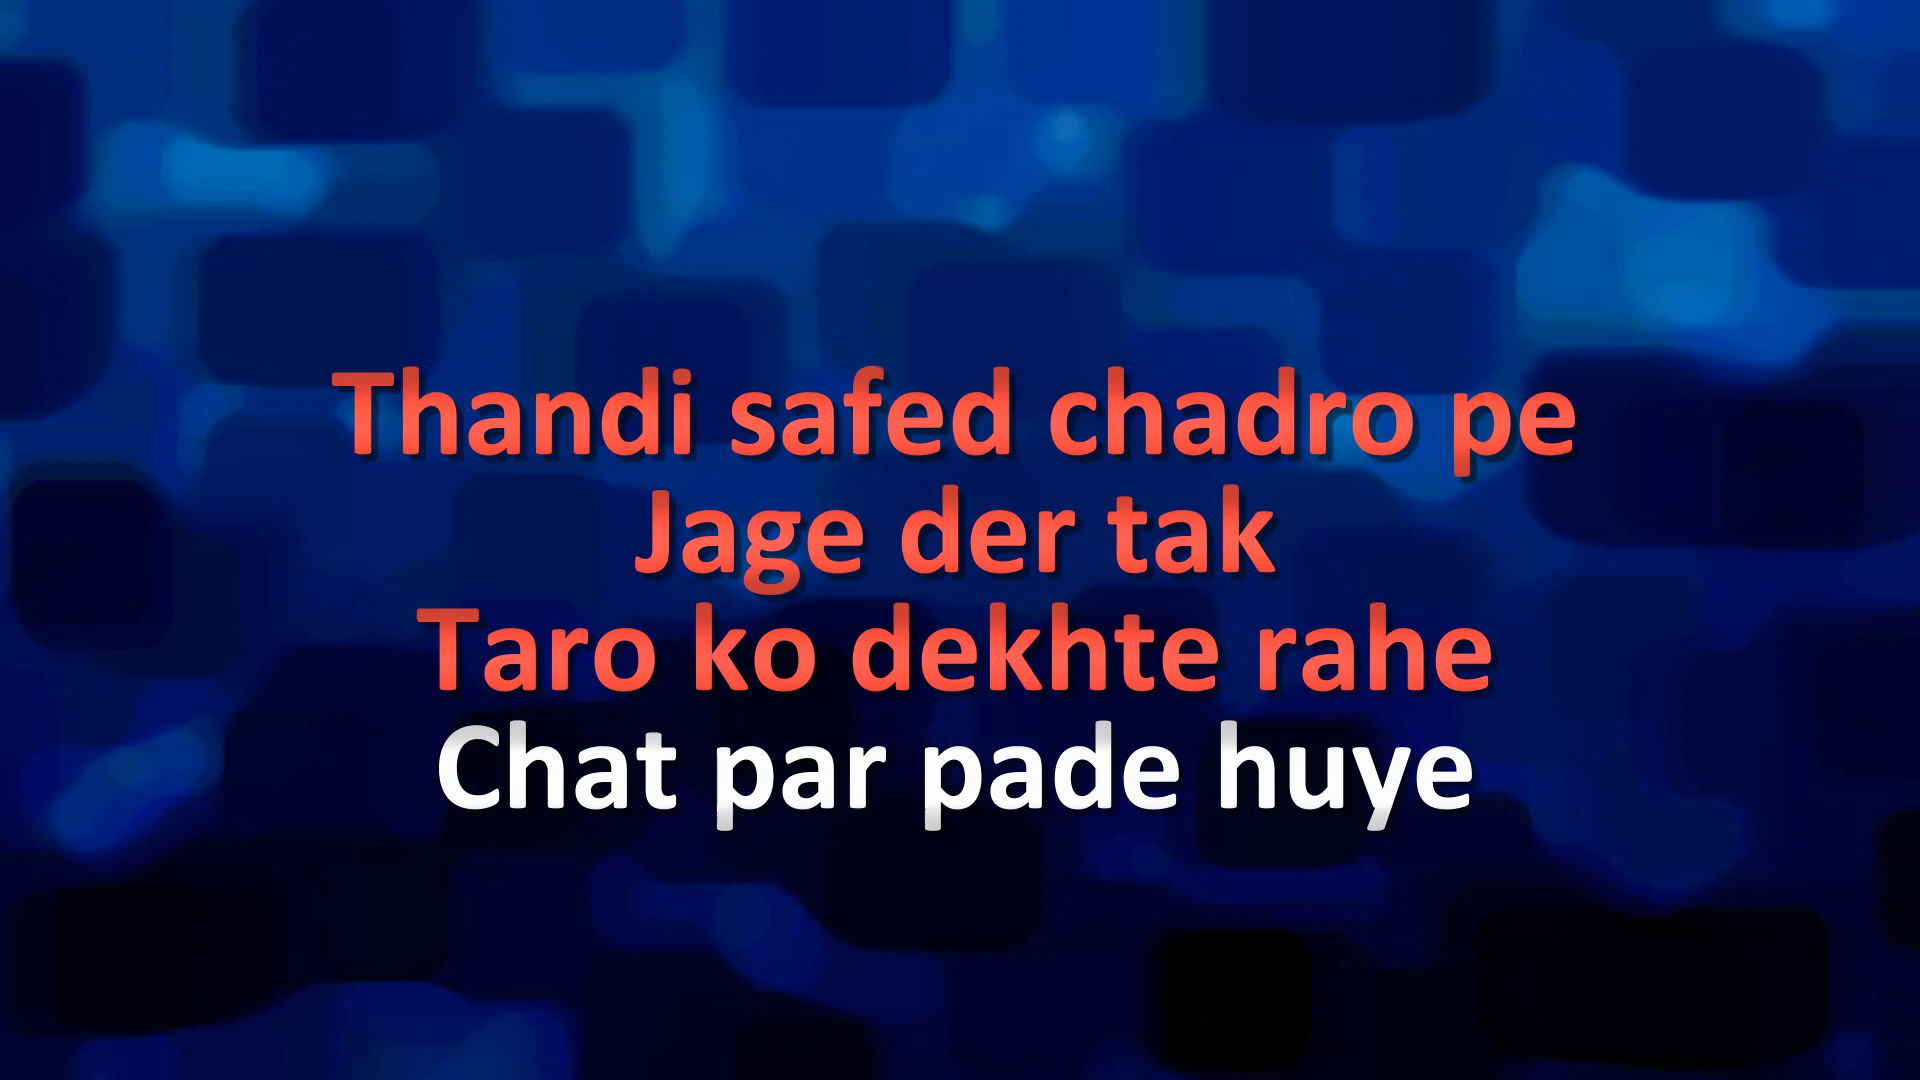 Thandi safed chadro pe
Jage der tak
Taro ko dekhte rahe
Chat par pade huye